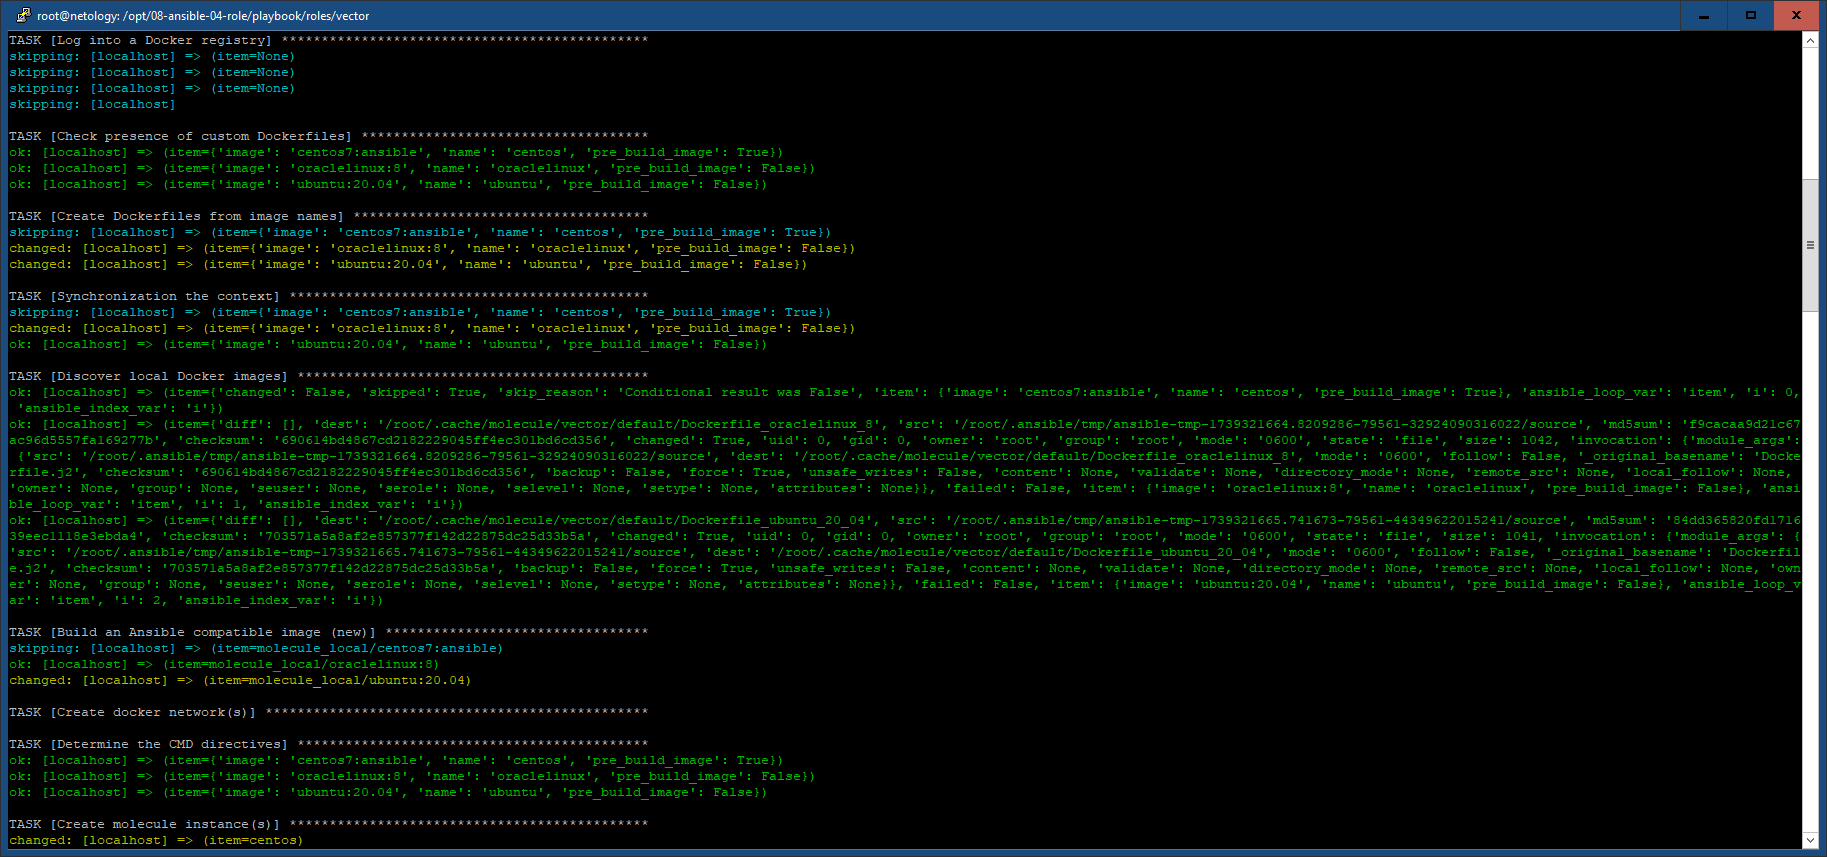 root@netology: /opt/08-ansible-04-role/playbook/roles/vector
TASK [Log into a Docker registry] **********************************************
skipping: [localhost] => (item=None)
skipping: [localhost] => (item=None)
skipping: [localhost] => (item=None)
skipping: [localhost]
TASK [Check presence of custom Dockerfiles] ************************************
ok: [localhost] => (item={'image': 'centos7:ansible', 'name': 'centos', 'pre_build_image': True})
ok: [localhost] => (item={'image': 'oraclelinux:8', 'name': 'oraclelinux', 'pre_build_image': False})
ok: [localhost] => (item={'image': 'ubuntu:20.04', 'name': 'ubuntu', 'pre_build_image': False})
TASK [Create Dockerfiles from image names] *************************************
skipping: [localhost] => (item={'image': 'centos7:ansible', 'name': 'centos', 'pre_build_image': True})
changed: [localhost] => (item={'image': 'oraclelinux:8', 'name': 'oraclelinux', 'pre_build_image': False})
changed: [localhost] => (item={'image': 'ubuntu:20.04', 'name': 'ubuntu', 'pre_build_image': False})
TASK [Synchronization the context] *********************************************
skipping: [localhost] => (item={'image': 'centos7:ansible', 'name': 'centos', 'pre_build_image': True})
changed: [localhost] => (item={'image': 'oraclelinux:8', 'name': 'oraclelinux', 'pre_build_image': False})
ok: [localhost] => (item={'image': 'ubuntu:20.04', 'name': 'ubuntu', 'pre_build_image': False})
TASK [Discover local Docker images] ********************************************
ok: [localhost] => (item={'changed': False, 'skipped': True, 'skip_reason': 'Conditional result was False', 'item': {'image': 'centos7:ansible', 'name': 'centos', 'pre_build_image': True}, 'ansible_loop_var': 'item', 'i': 0,
'ansible_index_var': 'i'})
ok: [localhost] => (item={'diff': [], 'dest': '/root/.cache/molecule/vector/default/Dockerfile_oraclelinux_8', 'src': '/root/.ansible/tmp/ansible-tmp-1739321664.8209286-79561-32924090316022/source', 'md5sum': 'f9cacaa9d21c67
ac96d5557fa169277b', 'checksum': '690614bd4867cd2182229045ff4ec301bd6cd356', 'changed': True, 'uid': 0, 'gid': 0, 'owner': 'root', 'group': 'root', 'mode': '0600', 'state': 'file', 'size': 1042, 'invocation': {'module_args':
{'src': '/root/.ansible/tmp/ansible-tmp-1739321664.8209286-79561-32924090316022/source', 'dest': '/root/.cache/molecule/vector/default/Dockerfile_oraclelinux_8', 'mode': '0600', 'follow': False, '_original_basename': 'Docke
rfile.j2', 'checksum': '690614bd4867cd2182229045ff4ec301bd6cd356', 'backup': False, 'force': True, 'unsafe_writes': False, 'content': None, 'validate': None, 'directory_mode': None, 'remote_src': None, 'local_follow': None,
'owner': None, 'group': None, 'seuser': None, 'serole': None, 'selevel': None, 'setype': None, 'attributes': None}}, 'failed': False, 'item': {'image': 'oraclelinux:8', 'name': 'oraclelinux', 'pre_build_image': False}, 'ansi
ble_loop_var': 'item', 'i': 1, 'ansible_index_var': 'i'})
ok: [localhost] => (item={'diff': [], 'dest': '/root/.cache/molecule/vector/default/Dockerfile_ubuntu_20_04', 'src': '/root/.ansible/tmp/ansible-tmp-1739321665.741673-79561-44349622015241/source', 'md5sum': '84dd365820fd1716
39eec1118e3ebda4', 'checksum': '703571a5a8af2e857377f142d22875dc25d33b5a', 'changed': True, 'uid': 0, 'gid': 0, 'owner': 'root', 'group': 'root', 'mode': '0600', 'state': 'file', 'size': 1041, 'invocation': {'module_args': {
'src': '/root/.ansible/tmp/ansible-tmp-1739321665.741673-79561-44349622015241/source', 'dest': '/root/.cache/molecule/vector/default/Dockerfile_ubuntu_20_04', 'mode': '0600', 'follow': False, '_original_basename': 'Dockerfil
e.j2', 'checksum': '703571a5a8af2e857377f142d22875dc25d33b5a', 'backup': False, 'force': True, 'unsafe_writes': False, 'content': None, 'validate': None, 'directory_mode': None, 'remote_src': None, 'local_follow': None, 'own
er': None, 'group': None, 'seuser': None, 'serole': None, 'selevel': None, 'setype': None, 'attributes': None}}, 'failed': False, 'item': {'image': 'ubuntu:20.04', 'name': 'ubuntu', 'pre_build_image': False}, 'ansible_loop_v
ar': 'item', 'i': 2, 'ansible_index_var': 'i'})
TASK [Build an Ansible compatible image (new)] *********************************
skipping: [localhost] => (item=molecule_local/centos7:ansible)
ok: [localhost] => (item=molecule_local/oraclelinux:8)
changed: [localhost] => (item=molecule_local/ubuntu:20.04)
TASK [Create docker network(s)] ************************************************
TASK [Determine the CMD directives] ********************************************
ok: [localhost] => (item={'image': 'centos7:ansible', 'name': 'centos', 'pre_build_image': True})
ok: [localhost] => (item={'image': 'oraclelinux:8', 'name': 'oraclelinux', 'pre_build_image': False})
ok: [localhost] => (item={'image': 'ubuntu:20.04', 'name': 'ubuntu', 'pre_build_image': False})
TASK [Create molecule instance(s)] *********************************************
changed: [localhost] => (item=centos)